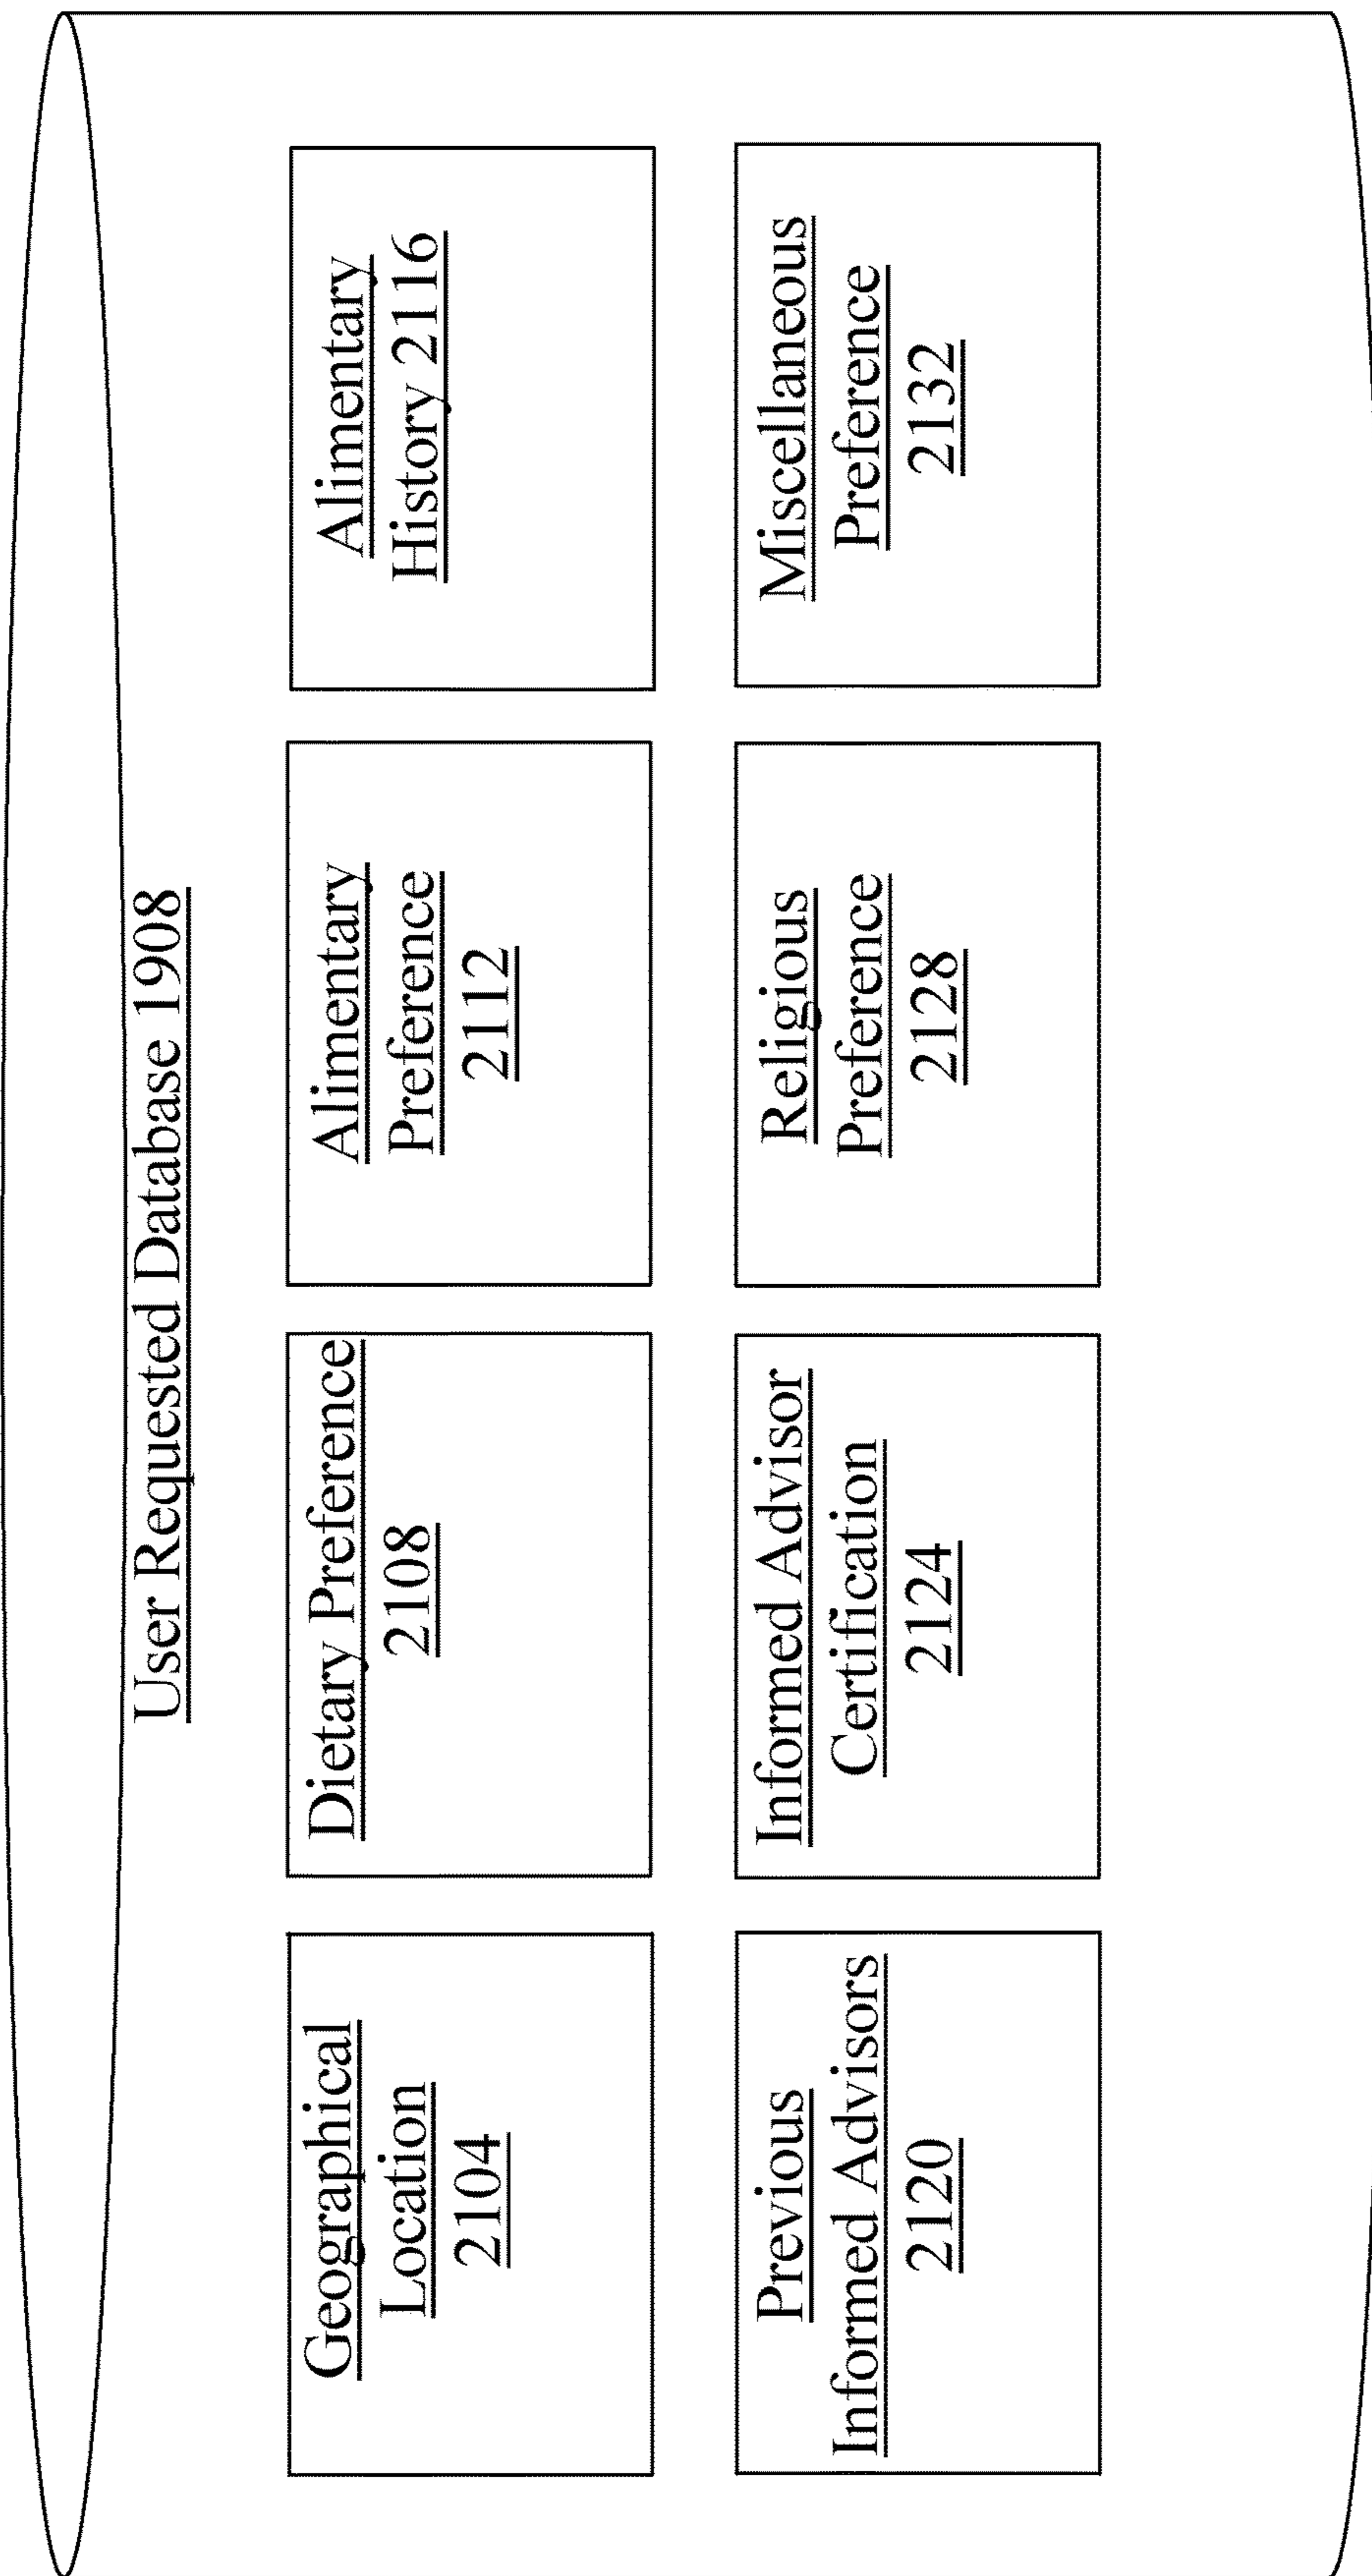 User Requested Database 1908
Geographical
Location
2104
Dietary Preference
2108
Alimentary
Preference
2112
Alimentary
History 2116
Previous
Informed Advisors
2120
Informed Advisor
Certification
2124
Religious
Preference
2128
Miscellaneous
Preference
2132